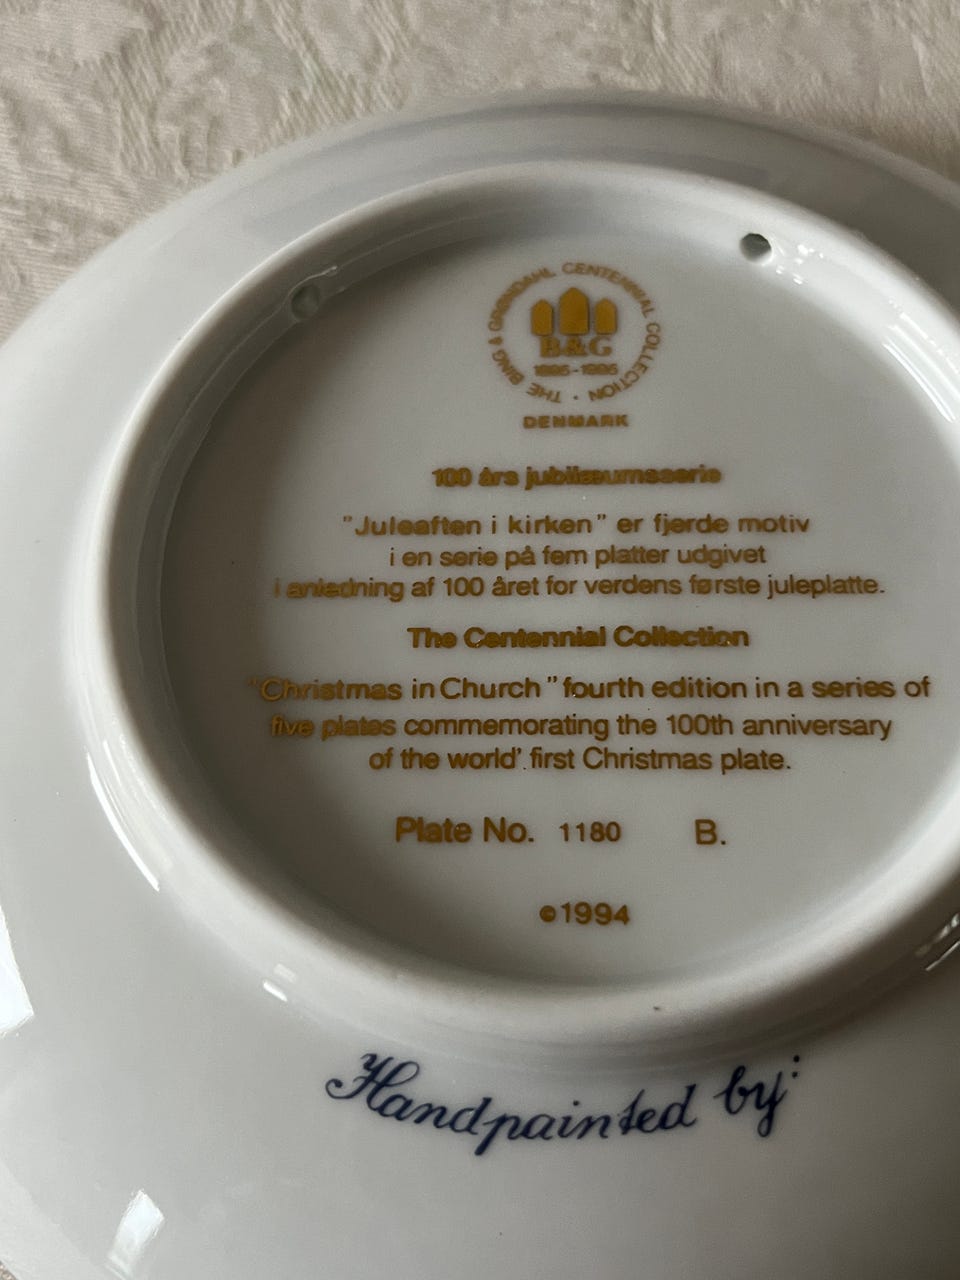 THE BING & GRØNDAHL CENTENNIAL COLLECTION ·
B&G
1895-1995
DENMARK
100 års jubilæumsserie
"Juleaften i kirken" er fjerde motiv
i en serie på fem platter udgivet
i anledning af 100 året for verdens første juleplatte.
The Centennial Collection
"Christmas in Church" fourth edition in a series of
five plates commemorating the 100th anniversary
of the world' first Christmas plate.
Plate No. 1180 B.
©1994
Handpainted by: